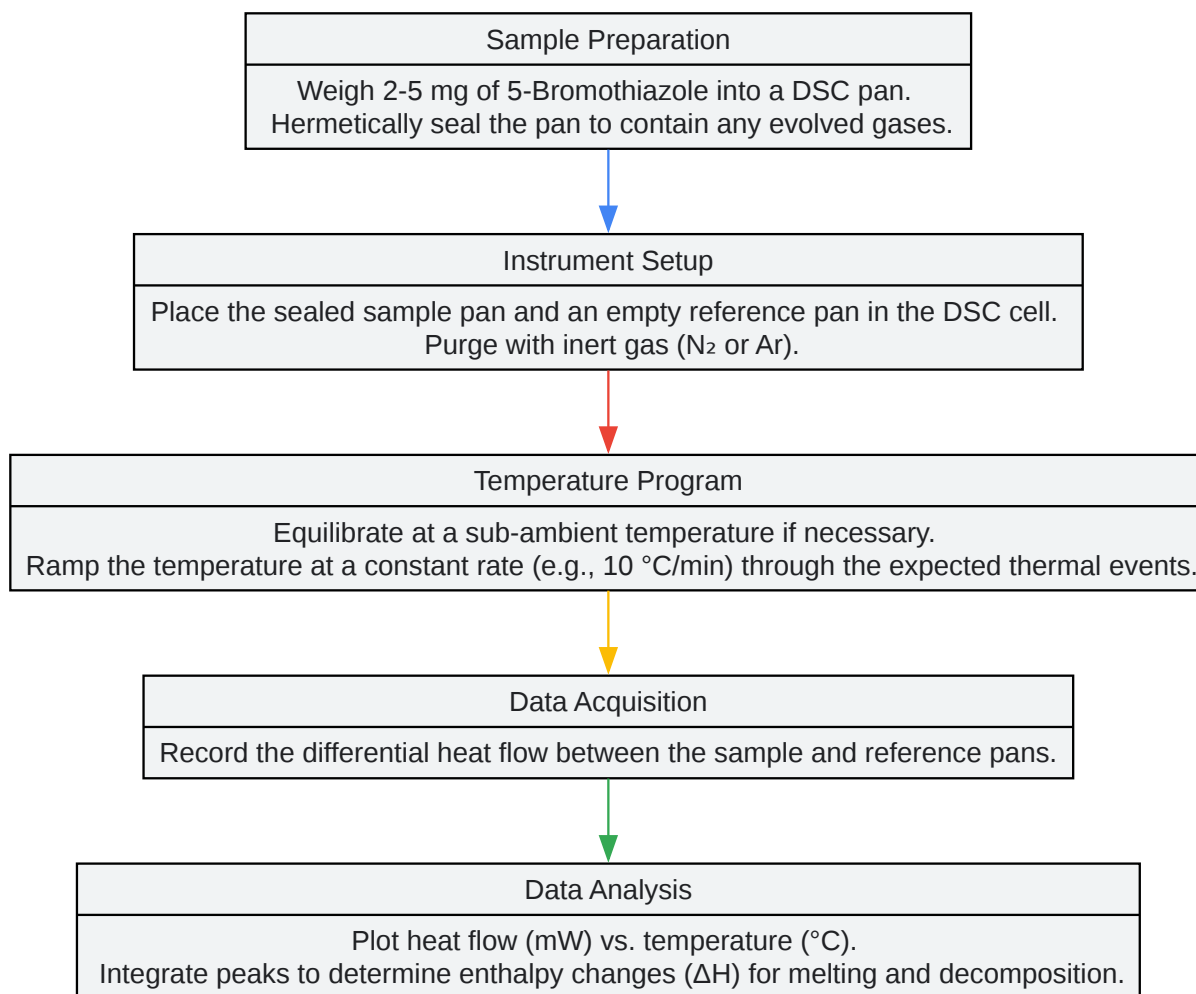 Sample Preparation
Weigh 2-5 mg of 5-Bromothiazole into a DSC pan.
Hermetically seal the pan to contain any evolved gases.
Instrument Setup
Place the sealed sample pan and an empty reference pan in the DSC cell.
Purge with inert gas (N₂ or Ar).
Temperature Program
Equilibrate at a sub-ambient temperature if necessary.
Ramp the temperature at a constant rate (e.g., 10 °C/min) through the expected thermal events.
Data Acquisition
Record the differential heat flow between the sample and reference pans.
Data Analysis
Plot heat flow (mW) vs. temperature (°C).
Integrate peaks to determine enthalpy changes (ΔH) for melting and decomposition.